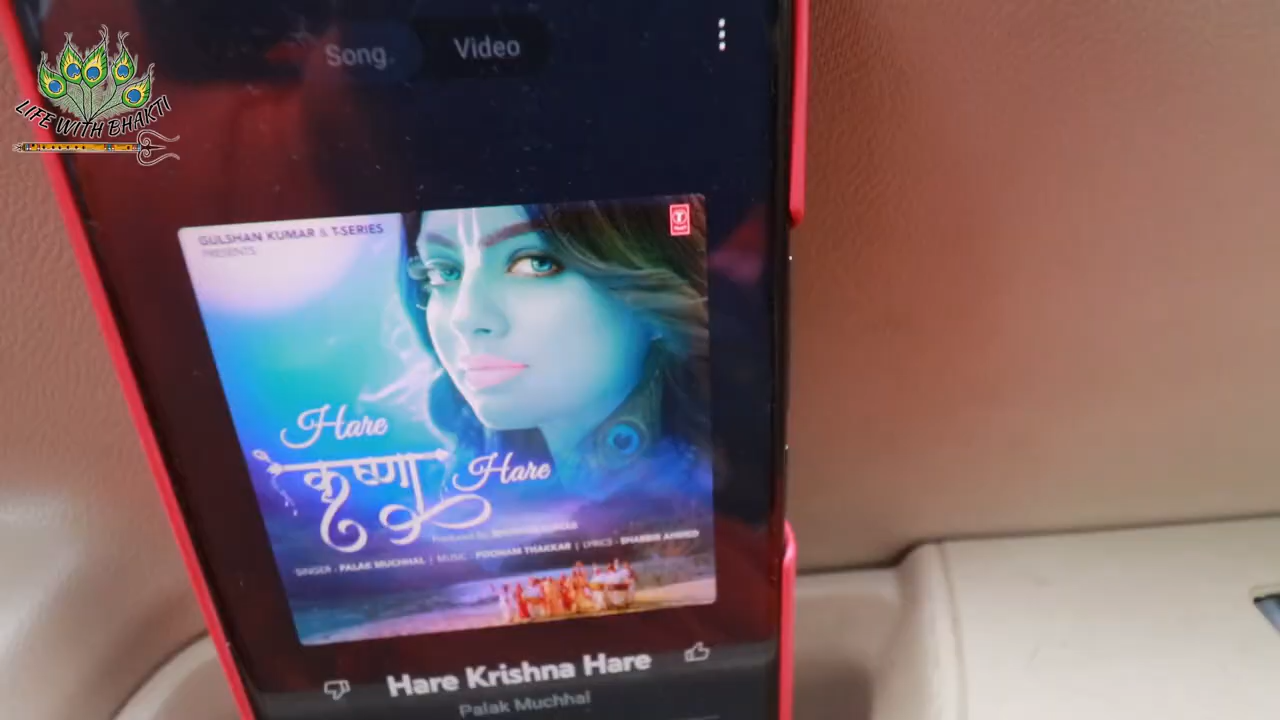 Song
Video
LIFE WITH BHAKTI
GULSHAN KUMAR & T-SERIES
PRESENTS
Hare
कृष्णा Hare
SINGER - PALAK MUCHHAL | MUSIC - POONAM THAKKAR | LYRICS - SHABBIR AHMED
Hare Krishna Hare
Palak Muchhal